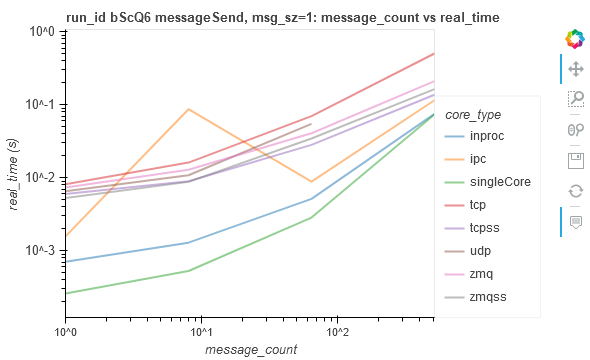 run_id bScQ6 messageSend, msg_sz=1: message_count vs real_time
10^0
10^-1
10^-2
10^-3
real_time (s)
10^0
10^1
10^2
message_count
core_type
inproc
ipc
singleCore
tcp
tcpss
udp
zmq
zmqss